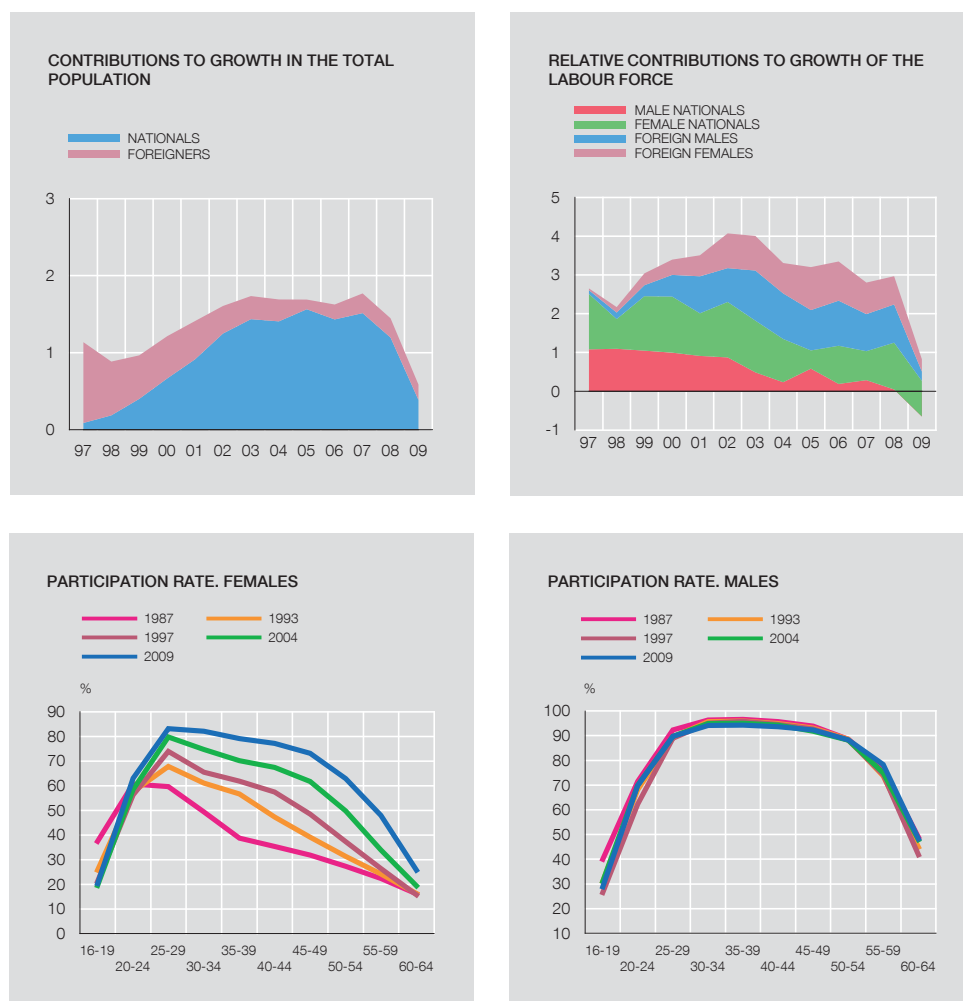 CONTRIBUTIONS TO GROWTH IN THE TOTAL
POPULATION
NATIONALS
FOREIGNERS
3
2
1
0
97 98 99 00 01 02 03 04 05 06 07 08 09
RELATIVE CONTRIBUTIONS TO GROWTH OF THE
LABOUR FORCE
MALE NATIONALS
FEMALE NATIONALS
FOREIGN MALES
FOREIGN FEMALES
5
4
3
2
1
0
-1
97 98 99 00 01 02 03 04 05 06 07 08 09
PARTICIPATION RATE. FEMALES
1987 1993
1997 2004
2009
%
90
80
70
60
50
40
30
20
10
0
16-19 25-29 35-39 45-49 55-59
20-24 30-34 40-44 50-54 60-64
PARTICIPATION RATE. MALES
1987 1993
1997 2004
2009
%
100
90
80
70
60
50
40
30
20
10
16-19 25-29 35-39 45-49 55-59
20-24 30-34 40-44 50-54 60-64